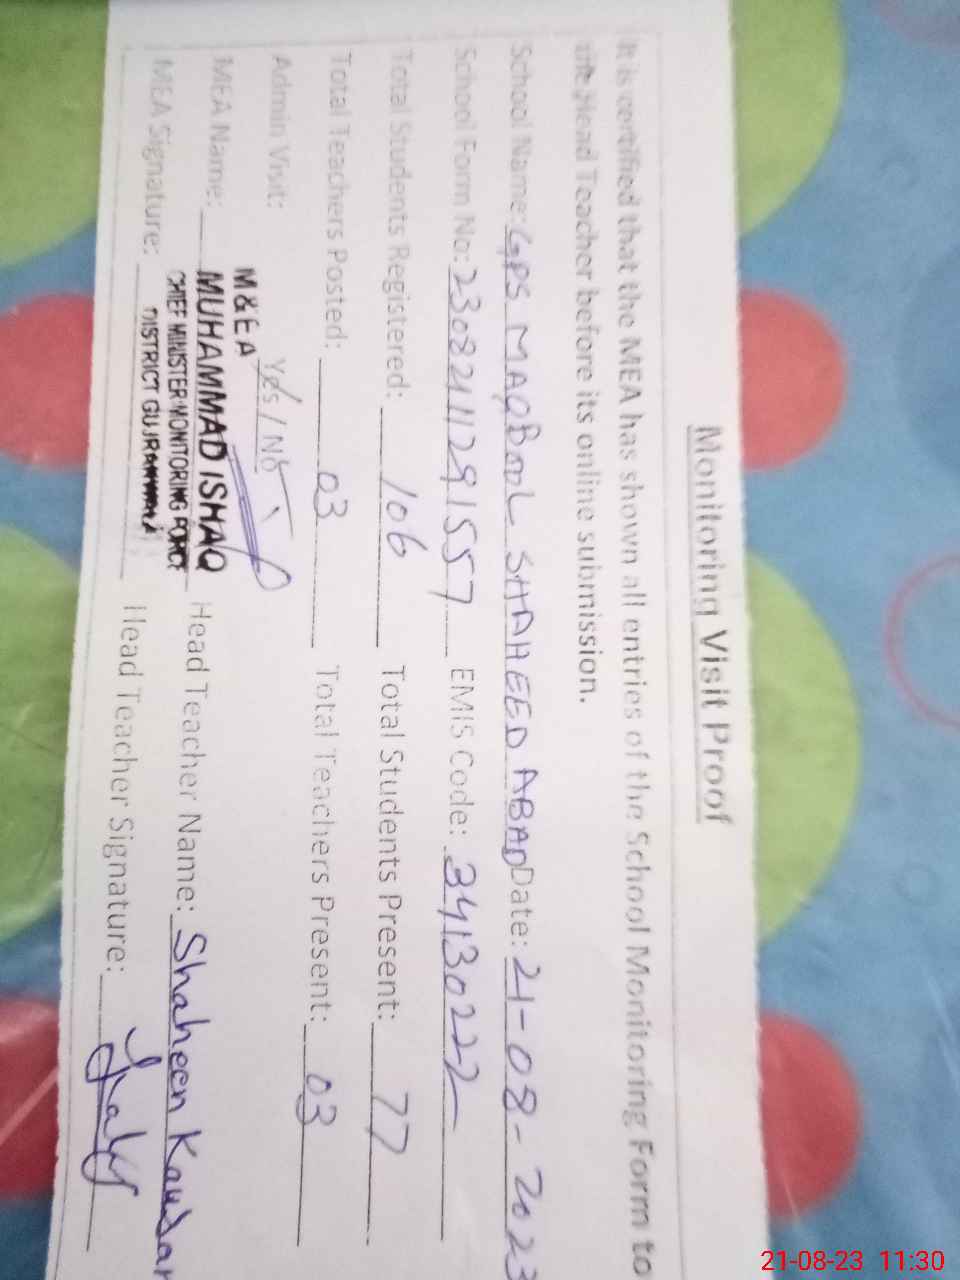 Monitoring Visit Proof
It is certified that the MEA has shown all entries of the School Monitoring Form to
the Head Teacher before its online submission.
School Name: GPS MAQBOOL SHAHEED ABAD Date: 21-08-2023
School Form No: 23082111291557 EMIS Code: 34130222
Total Students Registered: 106 Total Students Present: 77
Total Teachers Posted: 03 Total Teachers Present: 03
Admin Visit: Yes / No
M & E A
MEA Name: MUHAMMAD ISHAQ Head Teacher Name: Shaheen Kausar
CHIEF MINISTER MONITORING FORCE
MEA Signature: DISTRICT Head Teacher Signature:
21-08-23 11:30